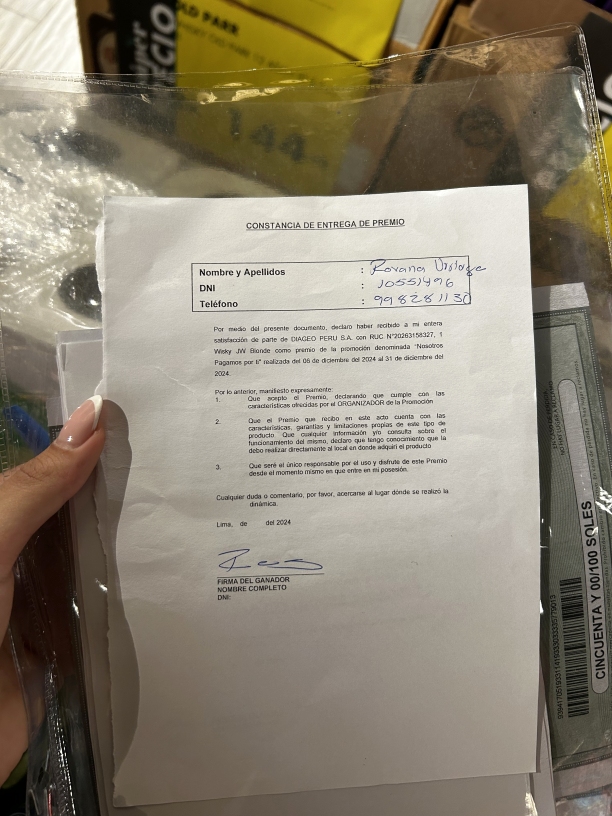 OLD PARR
144
CONSTANCIA DE ENTREGA DE PREMIO
Nombre y Apellidos : Roxana
DNI : 10551496
Teléfono : 998281130
Por medio del presente documento, declaro haber recibido a mi entera
satisfacción de parte de DIAGEO PERU S.A. con RUC N°20263158327, 1
Wisky JW Blonde como premio de la promoción denominada "Nosotros
Pagamos por ti" realizada del 06 de diciembre del 2024 al 31 de diciembre del
2024.
Por lo anterior, manifiesto expresamente:
1. Que acepto el Premio, declarando que cumple con las
características ofrecidas por el ORGANIZADOR de la Promoción
2. Que el Premio que recibo en este acto cuenta con las
características, garantías y limitaciones propias de este tipo de
producto. Que cualquier información y/o consulta sobre el
funcionamiento del mismo, declaro que tengo conocimiento que la
debo realizar directamente al local en donde adquirí el producto
3. Que seré el único responsable por el uso y disfrute de este Premio
desde el momento mismo en que entre en mi posesión.
Cualquier duda o comentario, por favor, acercarse al lugar dónde se realizó la
dinámica.
Lima, de del 2024
FIRMA DEL GANADOR
NOMBRE COMPLETO
DNI:
CINCUENTA Y 00/100 SOLES